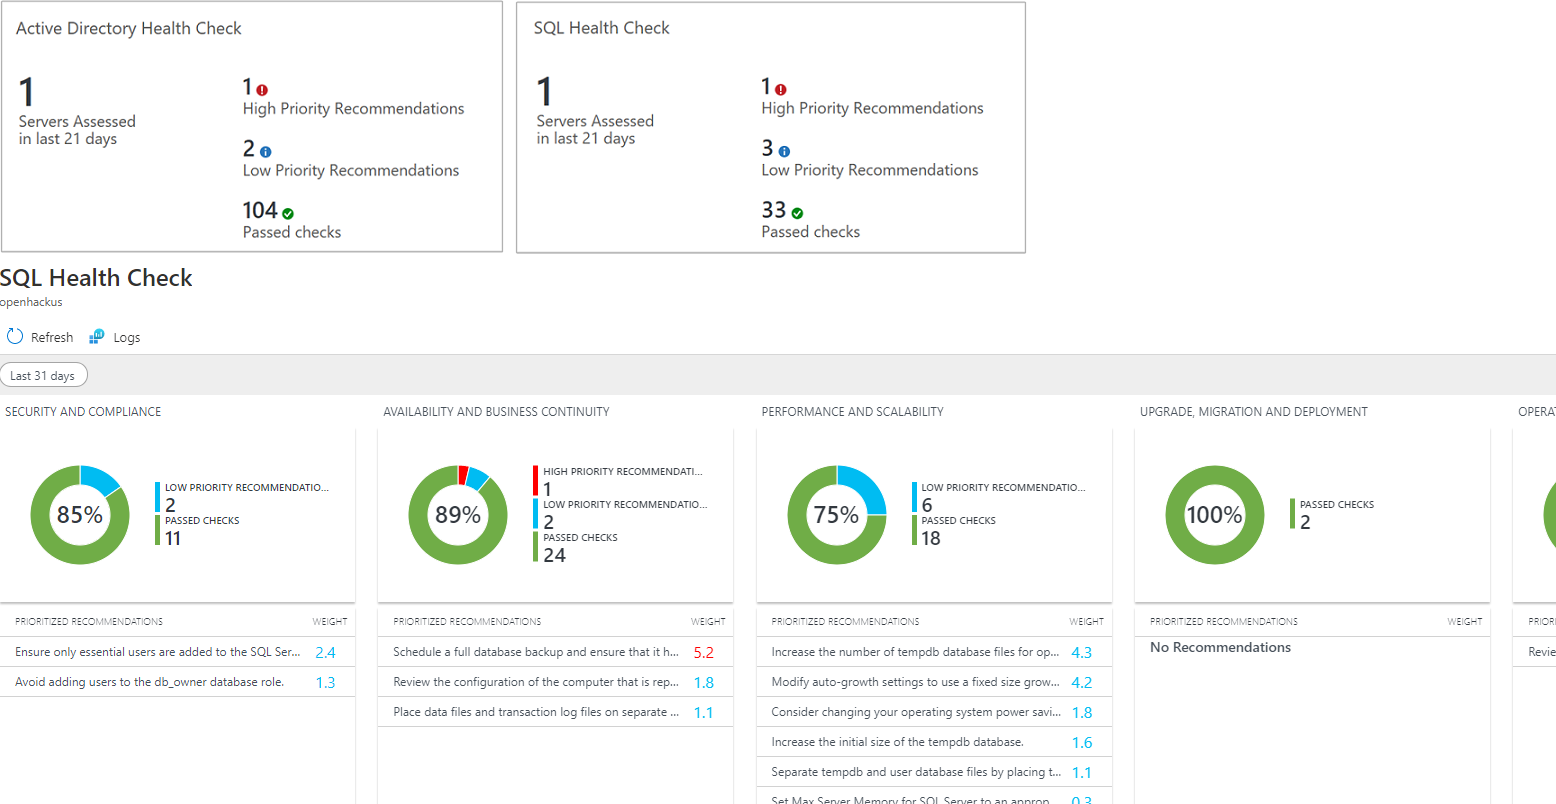 Active Directory Health Check
1
Servers Assessed
in last 21 days
1
High Priority Recommendations
2
Low Priority Recommendations
104
Passed checks
SQL Health Check
1
Servers Assessed
in last 21 days
1
High Priority Recommendations
3
Low Priority Recommendations
33
Passed checks
SQL Health Check
openhackus
Refresh
Logs
Last 31 days
SECURITY AND COMPLIANCE
85%
LOW PRIORITY RECOMMENDATIO...
2
PASSED CHECKS
11
PRIORITIZED RECOMMENDATIONS WEIGHT
Ensure only essential users are added to the SQL Ser... 2.4
Avoid adding users to the db_owner database role. 1.3
AVAILABILITY AND BUSINESS CONTINUITY
89%
HIGH PRIORITY RECOMMENDATI...
1
LOW PRIORITY RECOMMENDATIO...
2
PASSED CHECKS
24
PRIORITIZED RECOMMENDATIONS WEIGHT
Schedule a full database backup and ensure that it h... 5.2
Review the configuration of the computer that is rep... 1.8
Place data files and transaction log files on separate ... 1.1
PERFORMANCE AND SCALABILITY
75%
LOW PRIORITY RECOMMENDATIO...
6
PASSED CHECKS
18
PRIORITIZED RECOMMENDATIONS WEIGHT
Increase the number of tempdb database files for op... 4.3
Modify auto-growth settings to use a fixed size grow... 4.2
Consider changing your operating system power savi... 1.8
Increase the initial size of the tempdb database. 1.6
Separate tempdb and user database files by placing t... 1.1
Set Max Server Memory for SQL Server to an approp... 0.3
UPGRADE, MIGRATION AND DEPLOYMENT
100%
PASSED CHECKS
2
PRIORITIZED RECOMMENDATIONS WEIGHT
No Recommendations
OPERA
PRIOR
Revie